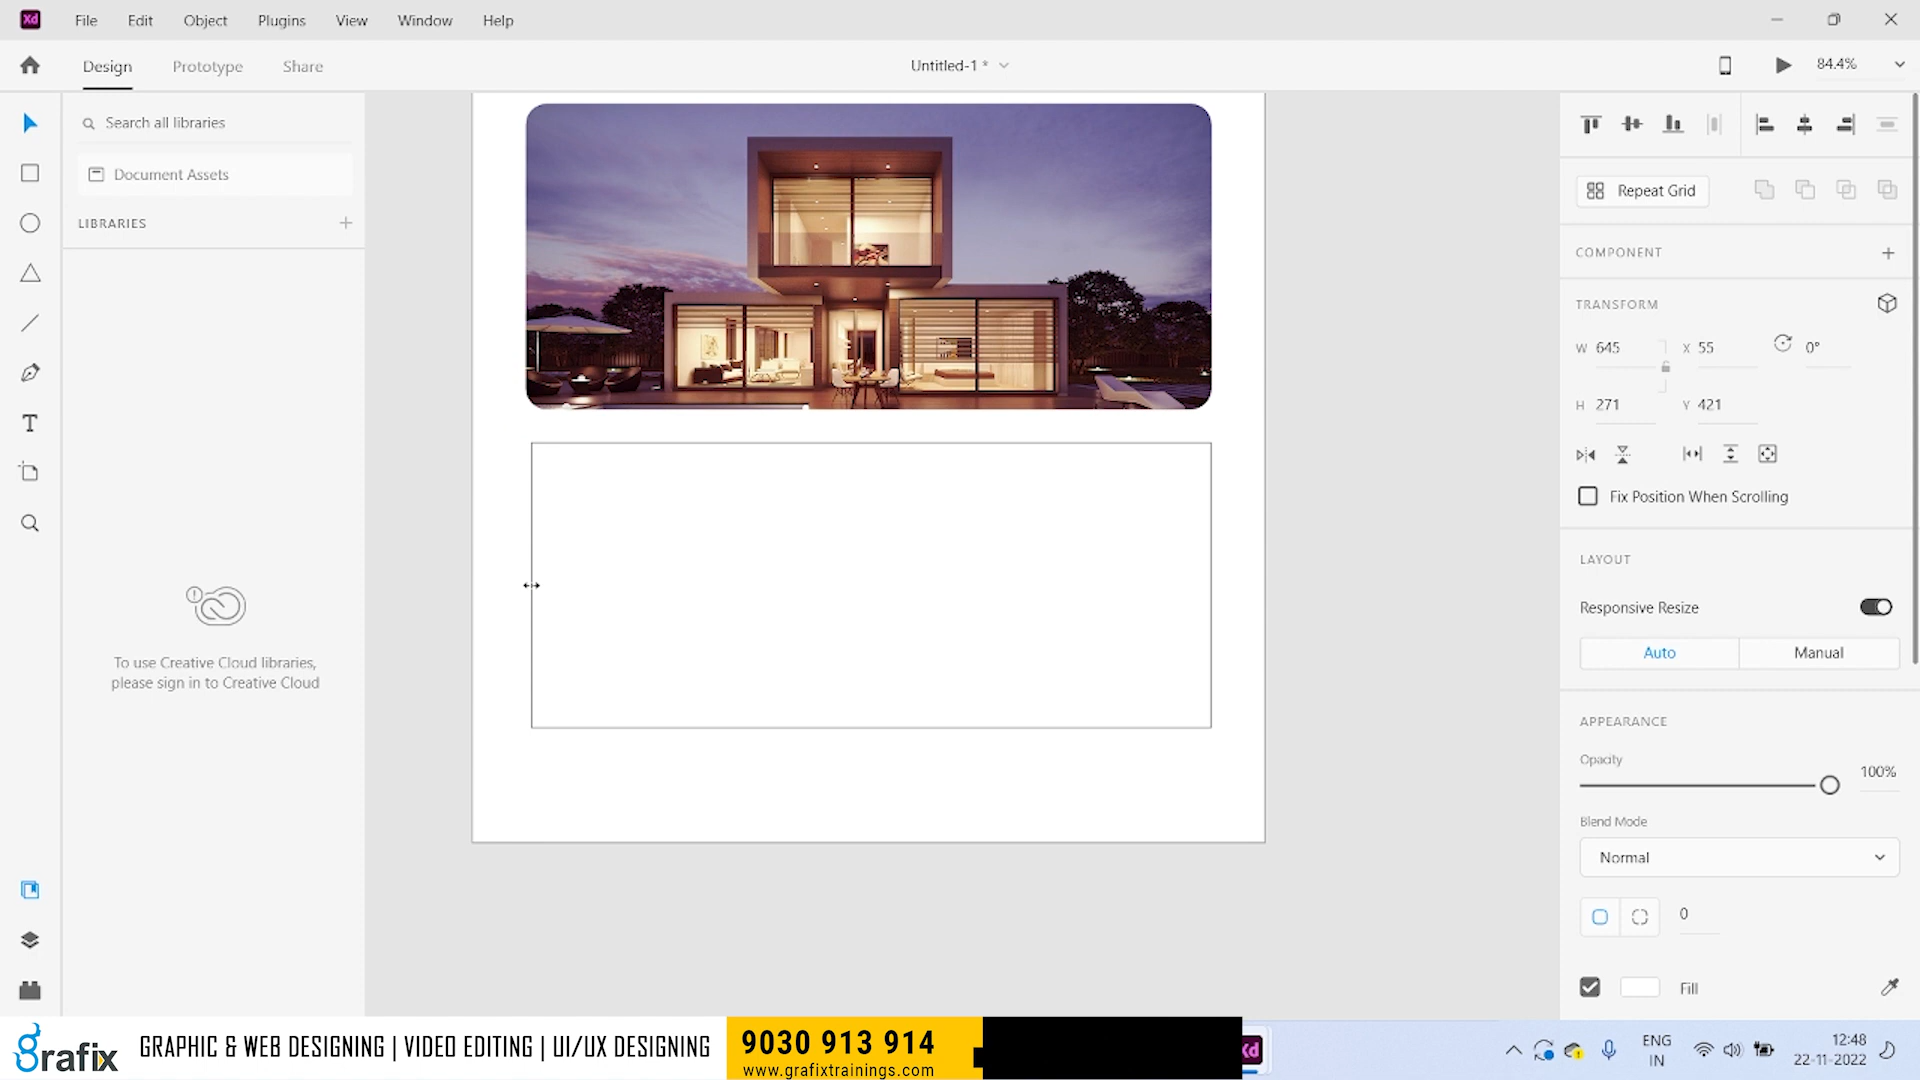 Xd File Edit Object Plugins View Window Help
Design Prototype Share Untitled-1 * 84.4%
Search all libraries
Document Assets
LIBRARIES
To use Creative Cloud libraries,
please sign in to Creative Cloud
Repeat Grid
COMPONENT
TRANSFORM
W 645 X 55 0°
H 271 Y 421
Fix Position When Scrolling
LAYOUT
Responsive Resize
Auto Manual
APPEARANCE
Opacity
100%
Blend Mode
Normal
0
Fill
grafix GRAPHIC & WEB DESIGNING | VIDEO EDITING | UI/UX DESIGNING
9030 913 914
www.grafixtrainings.com
Xd
ENG
IN
12:48
22-11-2022